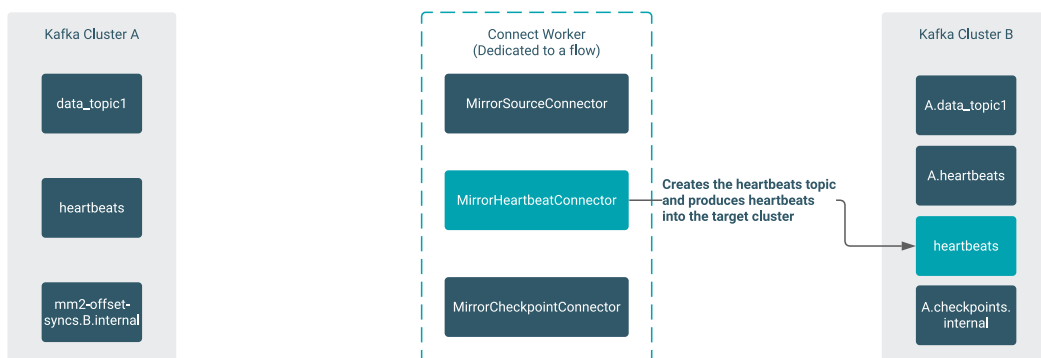 Kafka Cluster A
data_topic1
heartbeats
mm2-offset-
syncs.B.internal
Connect Worker
(Dedicated to a flow)
MirrorSourceConnector
MirrorHeartbeatConnector
MirrorCheckpointConnector
Creates the heartbeats topic
and produces heartbeats
into the target cluster
Kafka Cluster B
A.data_topic1
A.heartbeats
heartbeats
A.checkpoints.
internal